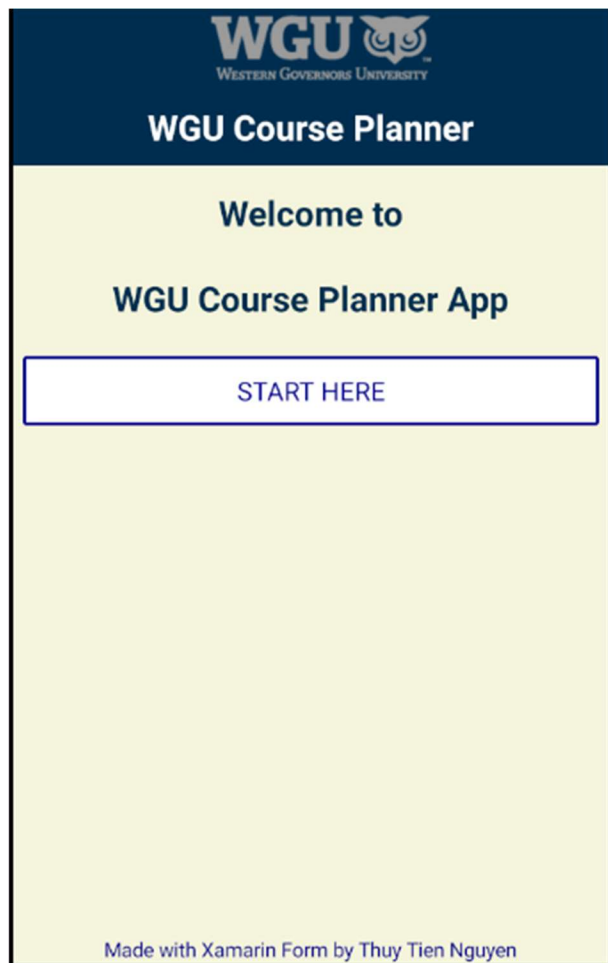 WGU
WESTERN GOVERNORS UNIVERSITY
WGU Course Planner
Welcome to
WGU Course Planner App
START HERE
Made with Xamarin Form by Thuy Tien Nguyen